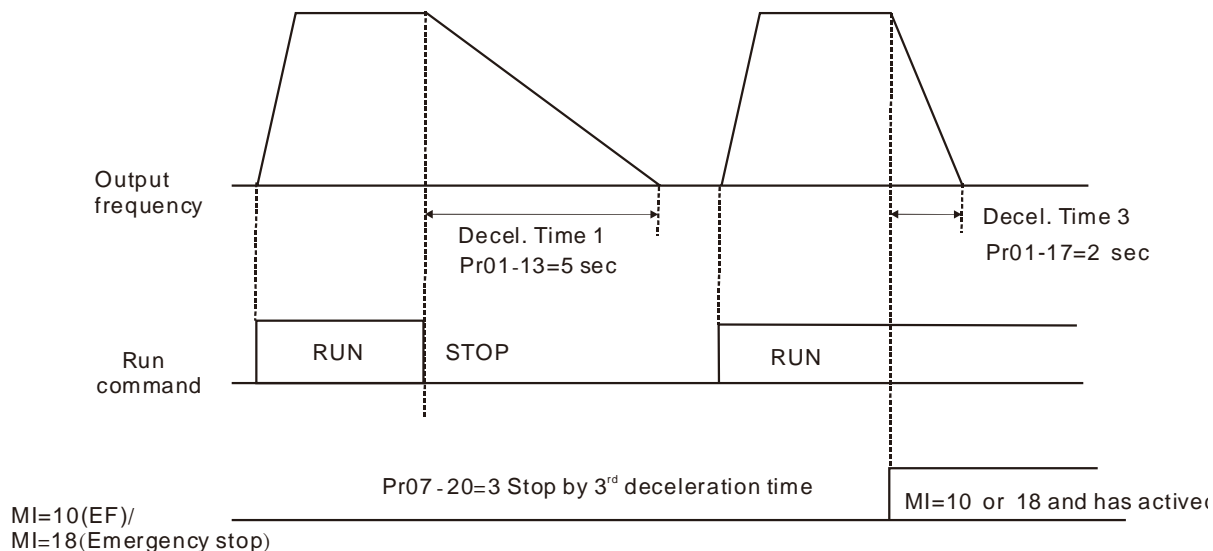 Output
frequency
Decel. Time 1
Pr01-13=5 sec
Decel. Time 3
Pr01-17=2 sec
Run
command
RUN
STOP
RUN
Pr07-20=3 Stop by 3rd deceleration time
MI=10 or 18 and has actived
MI=10(EF)/
MI=18(Emergency stop)